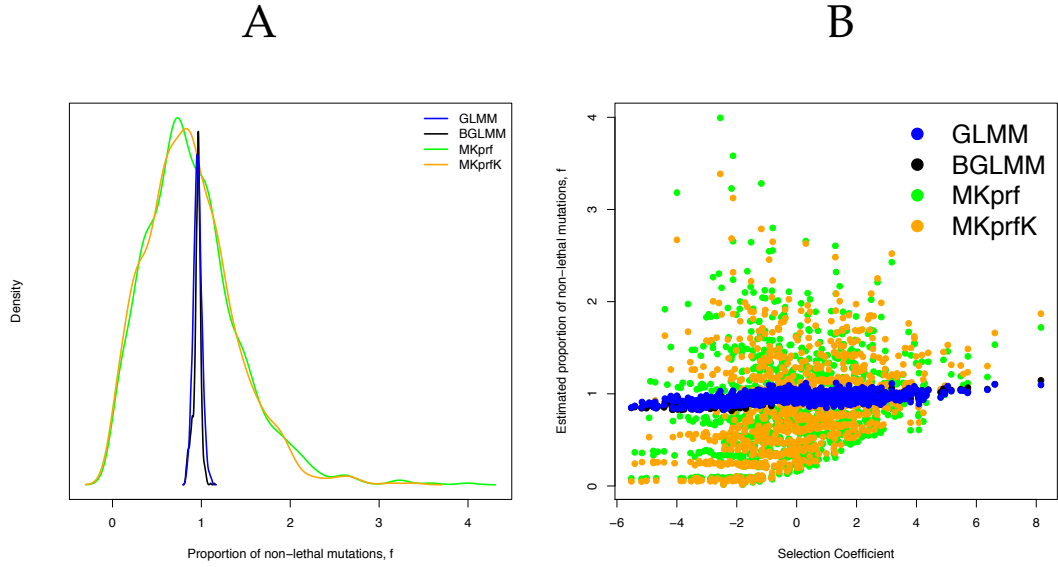 A
B
GLMM
BGLMM
MKprf
MKprfK
Density
0 1 2 3 4
Proportion of non−lethal mutations, f
GLMM
BGLMM
MKprf
MKprfK
Estimated proportion of non−lethal mutations, f
4
3
2
1
0
−6 −4 −2 0 2 4 6 8
Selection Coefficient